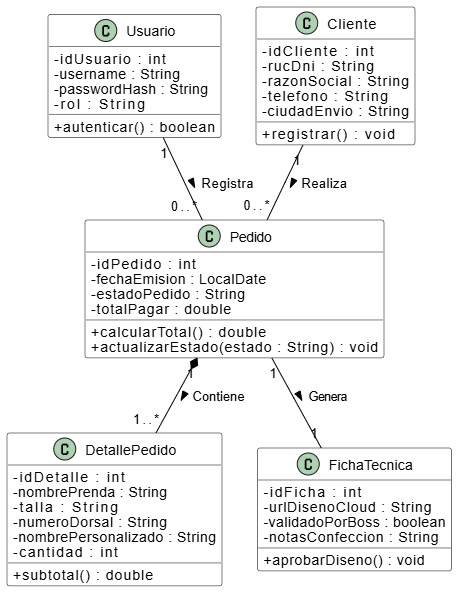 C Usuario
-idUsuario : int
-username : String
-passwordHash : String
-rol : String
+autenticar() : boolean
C Cliente
-idCliente : int
-rucDni : String
-razonSocial : String
-telefono : String
-ciudadEnvio : String
+registrar() : void
1
Registra
0..*
1
Realiza
0..*
C Pedido
-idPedido : int
-fechaEmision : LocalDate
-estadoPedido : String
-totalPagar : double
+calcularTotal() : double
+actualizarEstado(estado : String) : void
1
Contiene
1..*
1
Genera
1
C DetallePedido
-idDetalle : int
-nombrePrenda : String
-talla : String
-numeroDorsal : String
-nombrePersonalizado : String
-cantidad : int
+subtotal() : double
C FichaTecnica
-idFicha : int
-urlDisenoCloud : String
-validadoPorBoss : boolean
-notasConfeccion : String
+aprobarDiseno() : void